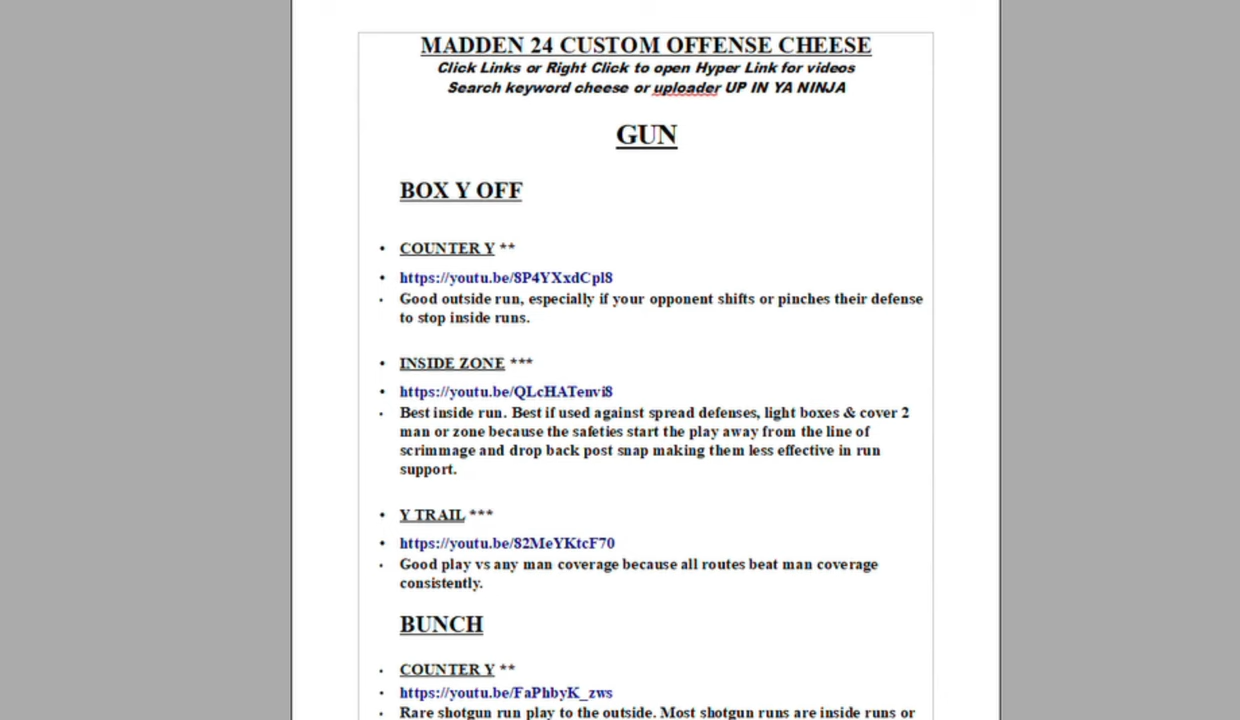 MADDEN 24 CUSTOM OFFENSE CHEESE
Click Links or Right Click to open Hyper Link for videos
Search keyword cheese or uploader UP IN YA NINJA
GUN
BOX Y OFF
• COUNTER Y **
• https://youtu.be/8P4YXxdCpl8
• Good outside run, especially if your opponent shifts or pinches their defense
to stop inside runs.
• INSIDE ZONE ***
• https://youtu.be/QLcHATenvi8
• Best inside run. Best if used against spread defenses, light boxes & cover 2
man or zone because the safeties start the play away from the line of
scrimmage and drop back post snap making them less effective in run
support.
• Y TRAIL ***
• https://youtu.be/82MeYKtcF70
• Good play vs any man coverage because all routes beat man coverage
consistently.
BUNCH
• COUNTER Y **
• https://youtu.be/FaPhbyK_zws
• Rare shotgun run play to the outside. Most shotgun runs are inside runs or